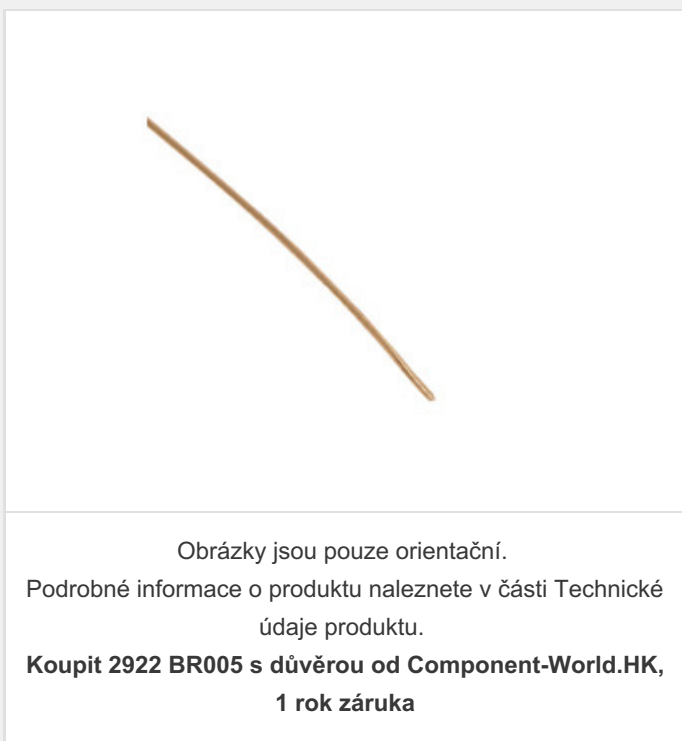 Obrázky jsou pouze orientační.
Podrobné informace o produktu naleznete v části Technické
údaje produktu.
Koupit 2922 BR005 s důvěrou od Component-World.HK,
1 rok záruka